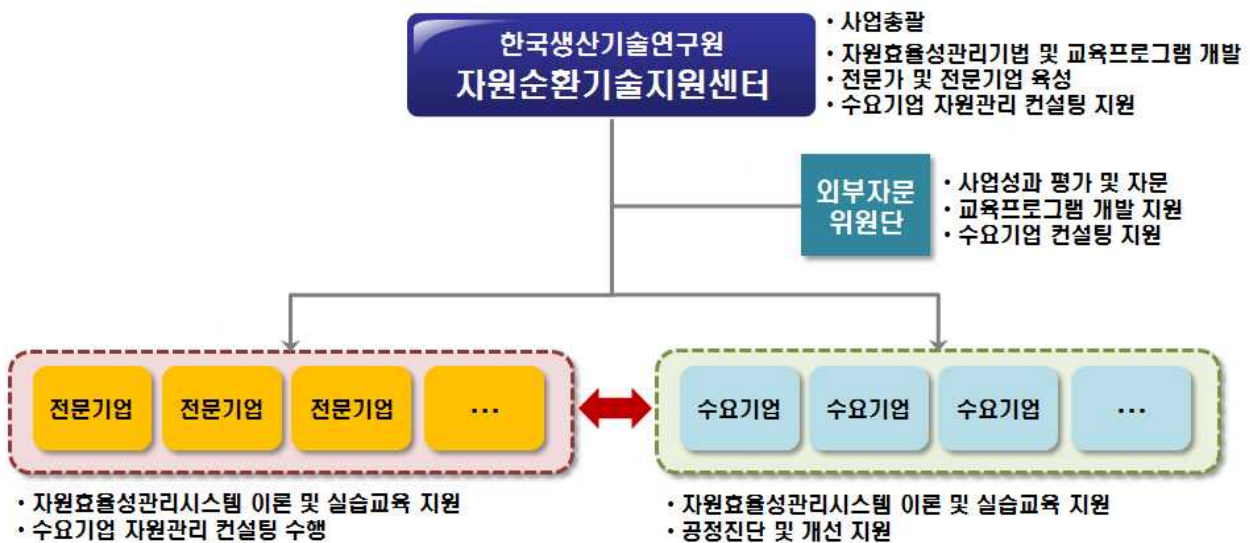 한국생산기술연구원
자원순환기술지원센터
• 사업총괄
• 자원효율성관리기법 및 교육프로그램 개발
• 전문가 및 전문기업 육성
• 수요기업 자원관리 컨설팅 지원
외부자문
위원단
• 사업성과 평가 및 자문
• 교육프로그램 개발 지원
• 수요기업 컨설팅 지원
전문기업 전문기업 전문기업 ...
수요기업 수요기업 수요기업 ...
• 자원효율성관리시스템 이론 및 실습교육 지원
• 수요기업 자원관리 컨설팅 수행
• 자원효율성관리시스템 이론 및 실습교육 지원
• 공정진단 및 개선 지원